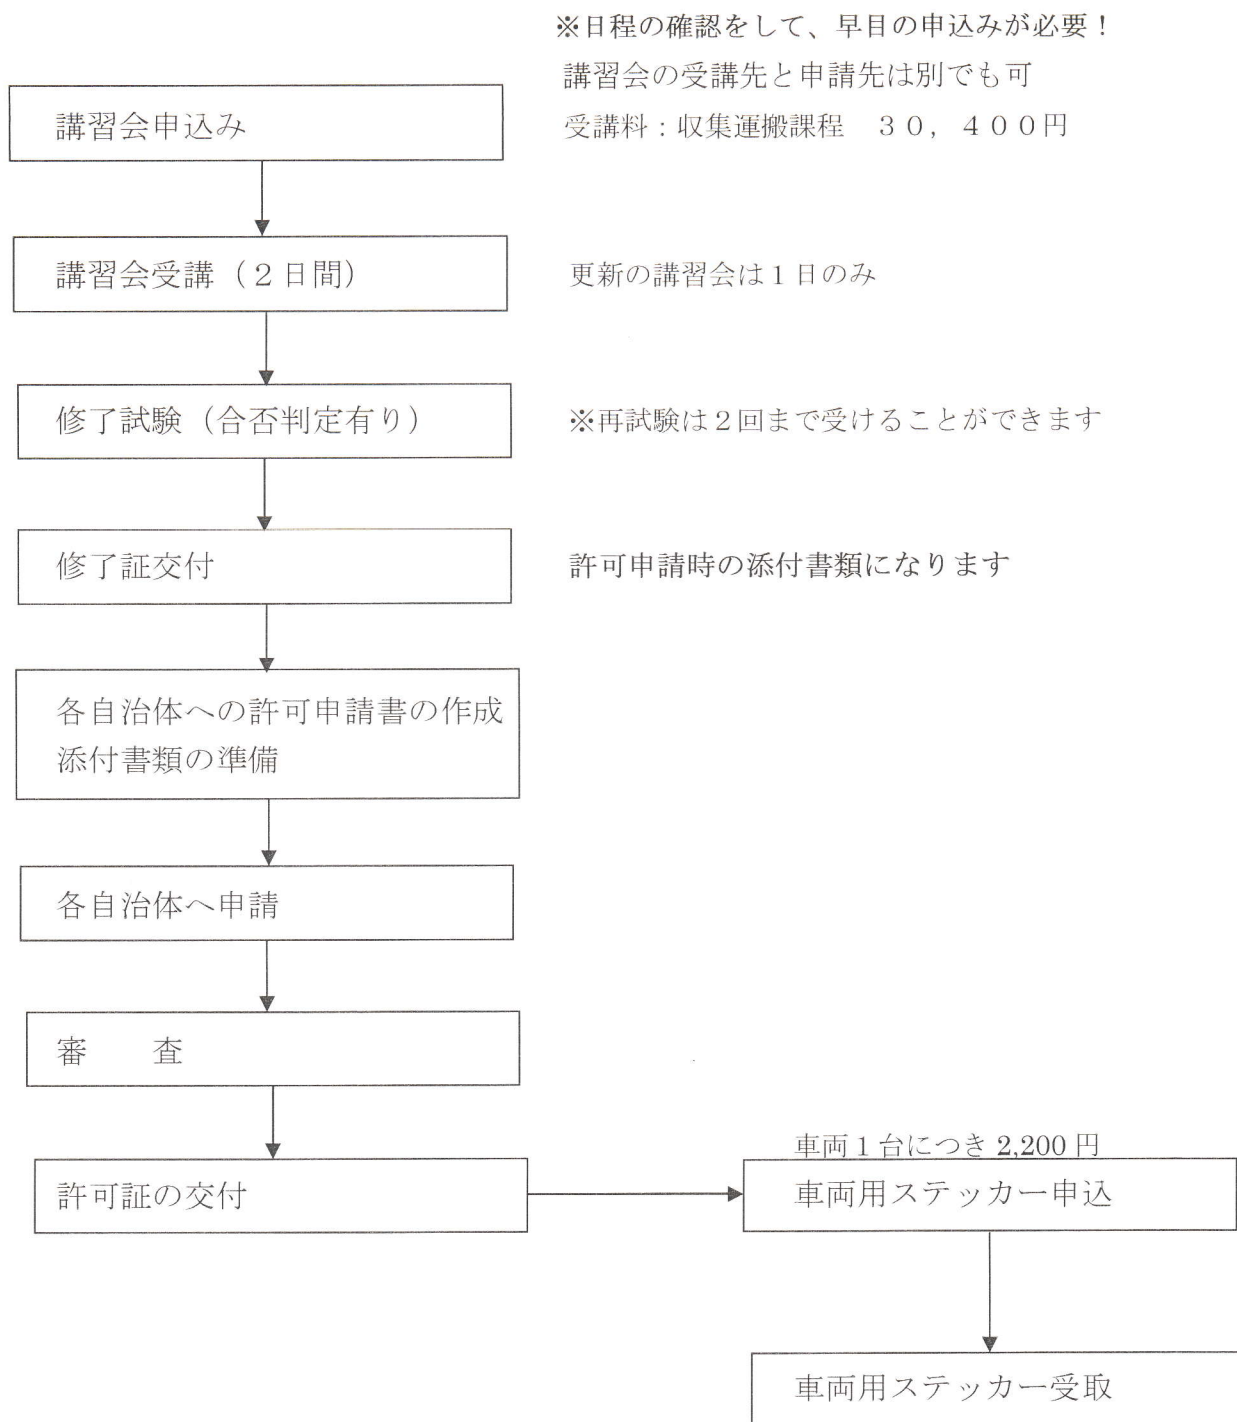 ※日程の確認をして、早目の申込みが必要！
講習会の受講先と申請先は別でも可
講習会申込み
受講料：収集運搬課程　３０，４００円
講習会受講（２日間）
更新の講習会は１日のみ
修了試験（合否判定有り）
※再試験は２回まで受けることができます
修了証交付
許可申請時の添付書類になります
各自治体への許可申請書の作成
添付書類の準備
各自治体へ申請
審　　査
車両１台につき 2,200 円
許可証の交付
車両用ステッカー申込
車両用ステッカー受取